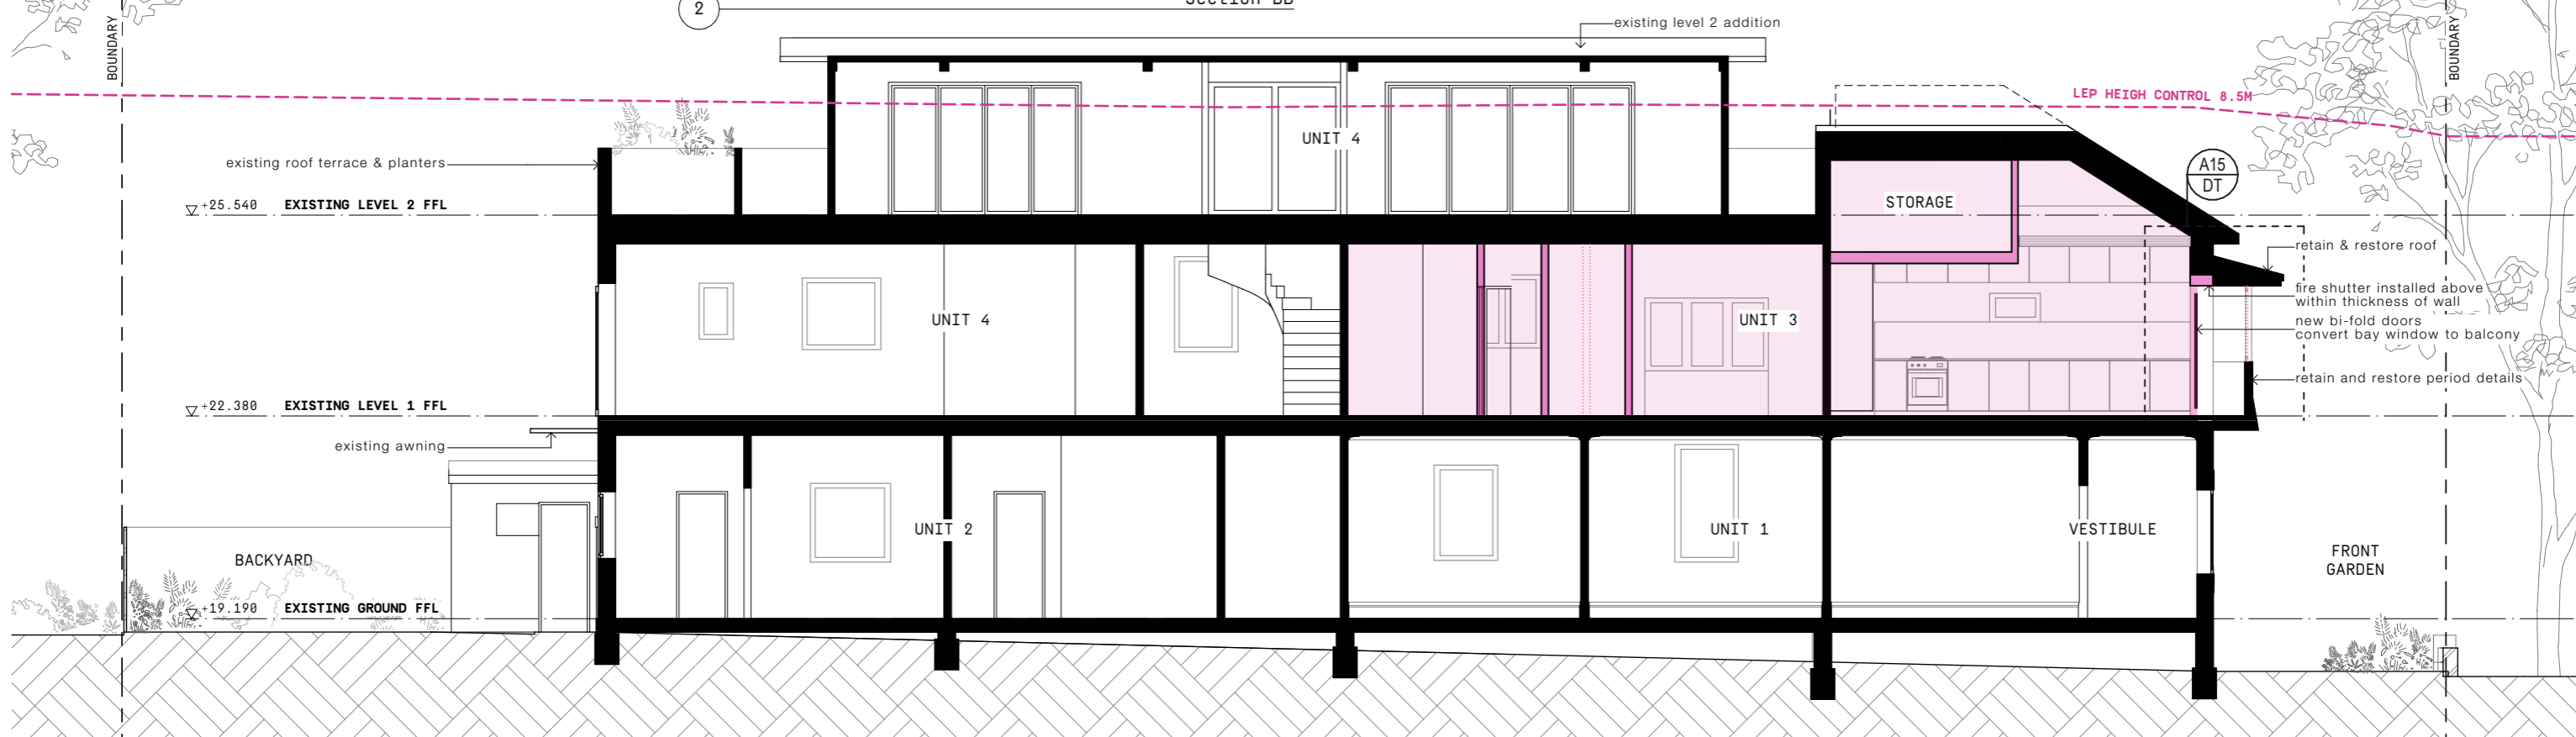 2
Section BB
BOUNDARY
BOUNDARY
existing level 2 addition
LEP HEIGH CONTROL 8.5M
UNIT 4
existing roof terrace & planters
A15
DT
STORAGE
+25.540 EXISTING LEVEL 2 FFL
retain & restore roof
fire shutter installed above
within thickness of wall
new bi-fold doors
convert bay window to balcony
UNIT 4
UNIT 3
retain and restore period details
+22.380 EXISTING LEVEL 1 FFL
existing awning
UNIT 2
UNIT 1
VESTIBULE
BACKYARD
FRONT
GARDEN
+19.190 EXISTING GROUND FFL